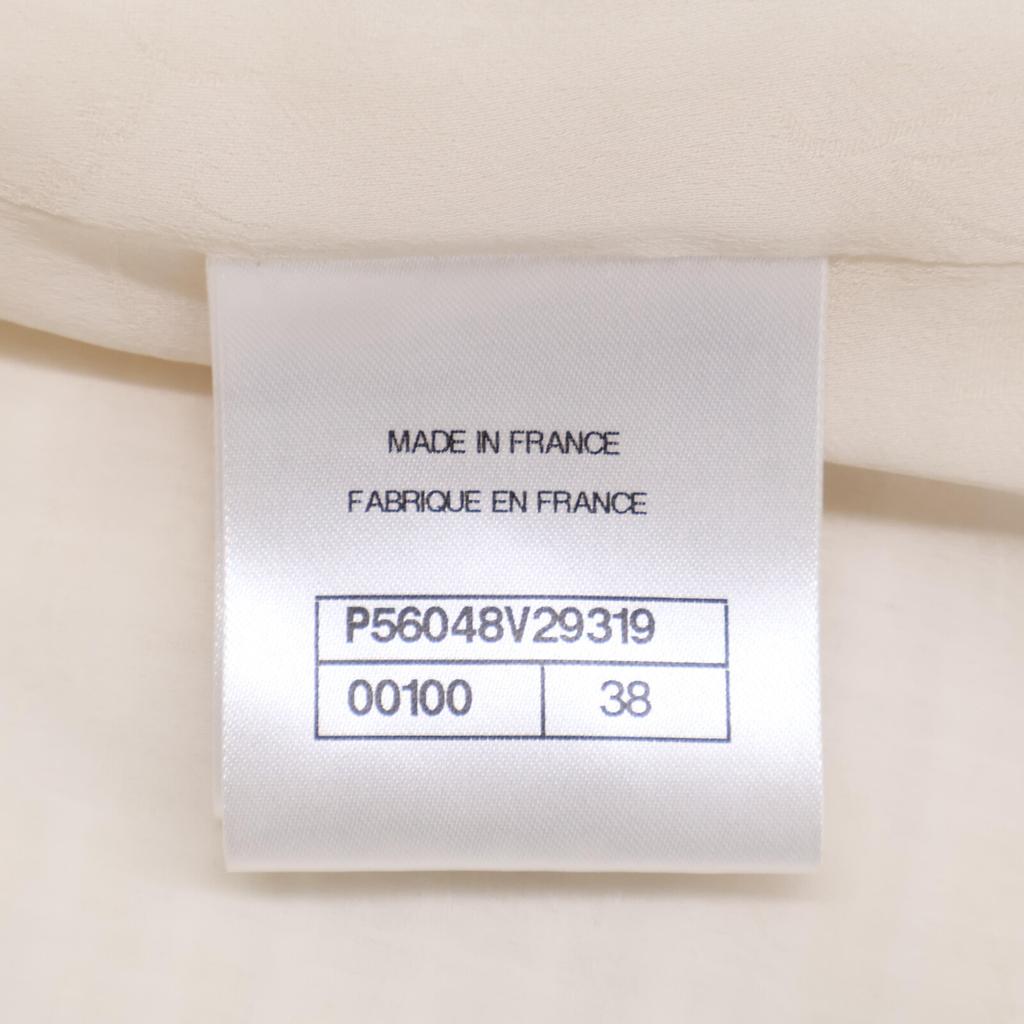 MADE IN FRANCE
FABRIQUE EN FRANCE
P56048V29319
00100 38